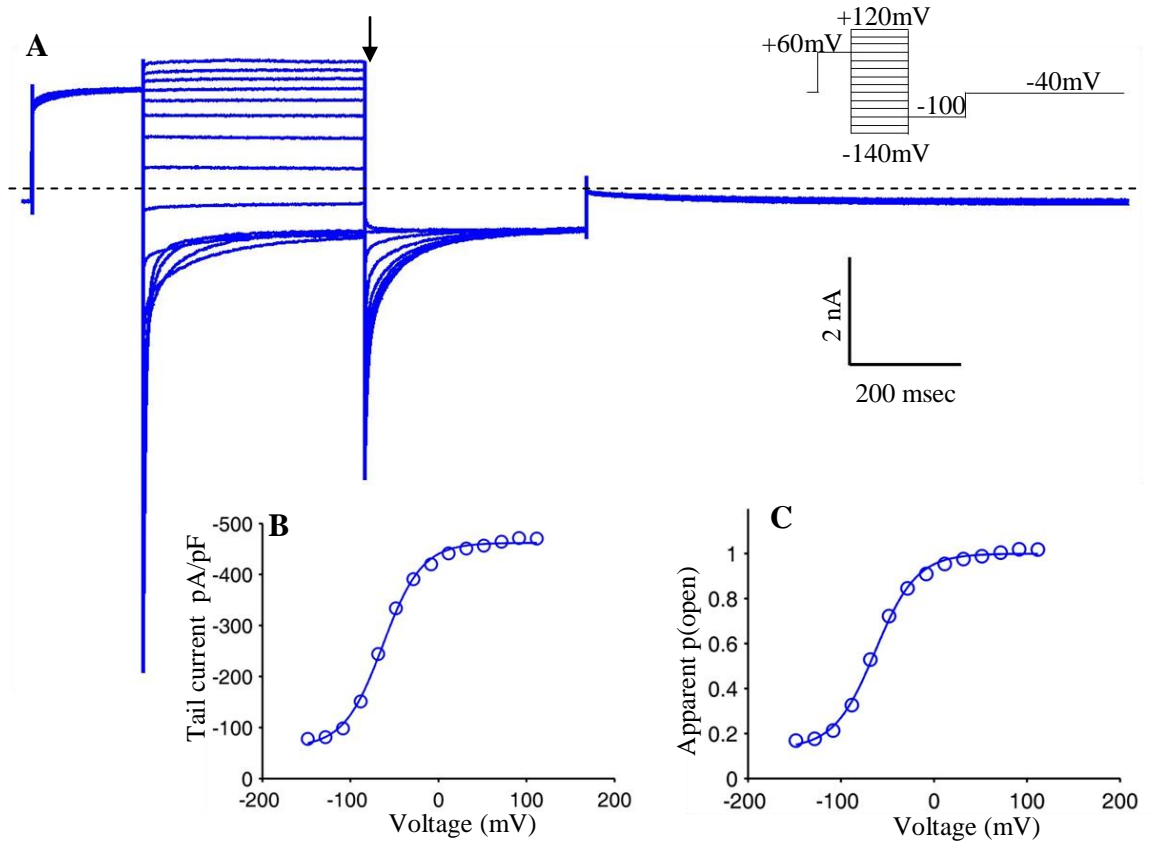 A
+120mV
+60mV
-40mV
-100
-140mV
2 nA
200 msec
B
Tail current pA/pF
-500
-400
-300
-200
-100
0
-200
-100
0
100
200
Voltage (mV)
C
Apparent p(open)
1
0.8
0.6
0.4
0.2
0
-200
-100
0
100
200
Voltage (mV)